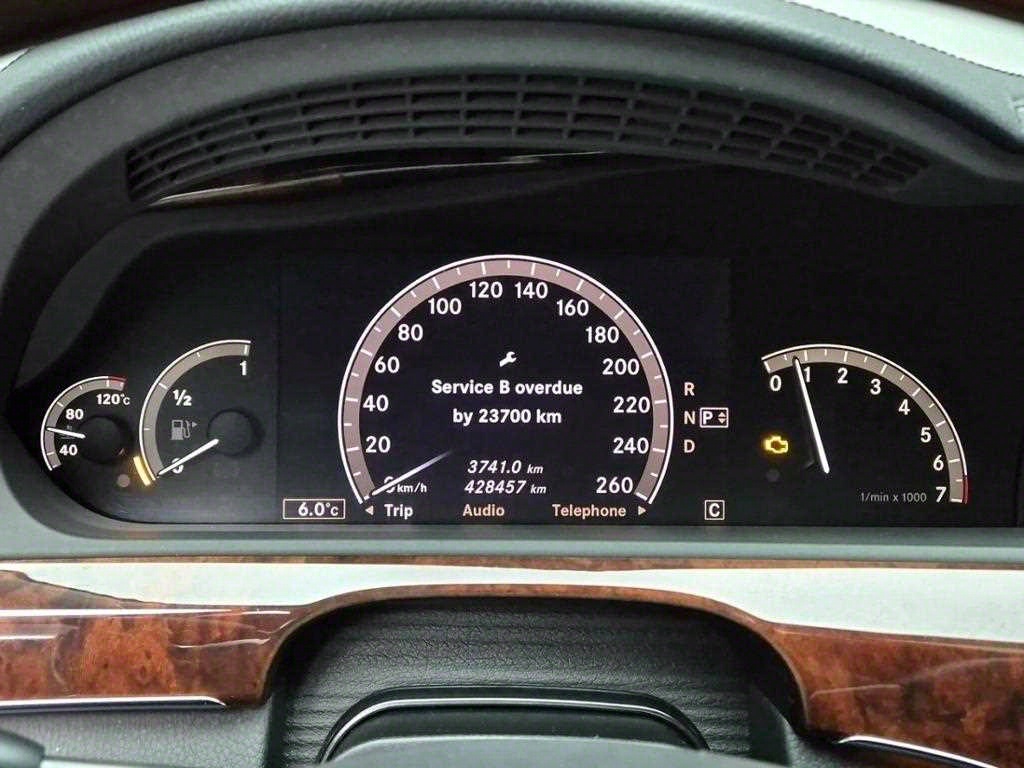 120°C
80
40
1
½
0
20
40
60
80
100
120
140
160
180
200
220
240
260
km/h
Service B overdue
by 23700 km
3741.0 km
428457 km
6.0°C
◄ Trip Audio Telephone ►
R
N
P
D
C
0
1
2
3
4
5
6
7
1/min x 1000